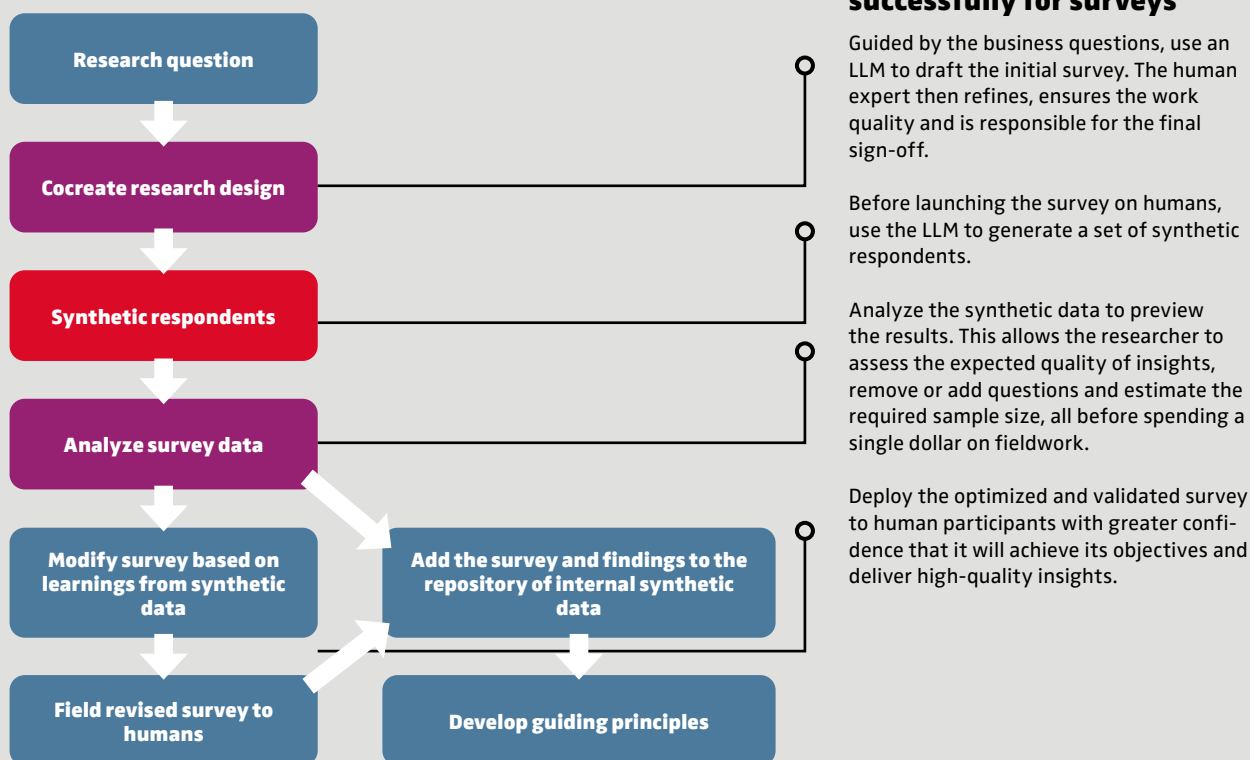 successfully for surveys
Research question
Cocreate research design
Synthetic respondents
Analyze survey data
Modify survey based on
learnings from synthetic
data
Add the survey and findings to the
repository of internal synthetic
data
Field revised survey to
humans
Develop guiding principles
Guided by the business questions, use an
LLM to draft the initial survey. The human
expert then refines, ensures the work
quality and is responsible for the final
sign-off.
Before launching the survey on humans,
use the LLM to generate a set of synthetic
respondents.
Analyze the synthetic data to preview
the results. This allows the researcher to
assess the expected quality of insights,
remove or add questions and estimate the
required sample size, all before spending a
single dollar on fieldwork.
Deploy the optimized and validated survey
to human participants with greater confi-
dence that it will achieve its objectives and
deliver high-quality insights.